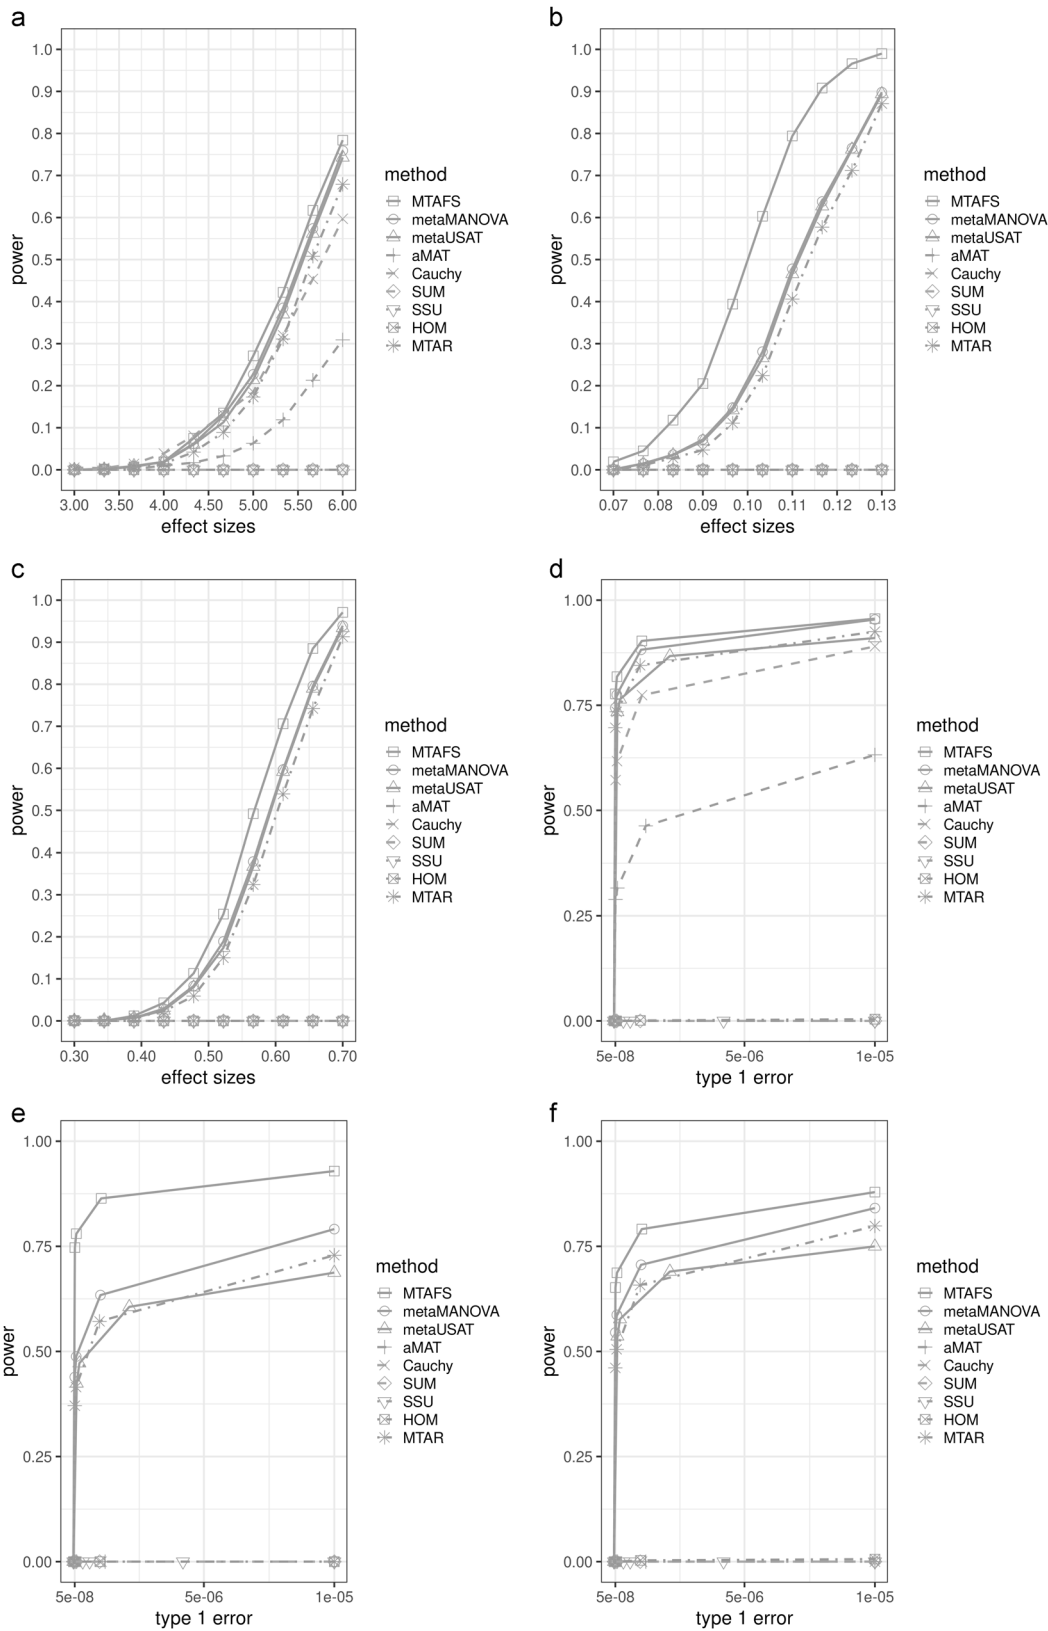 a
power
1.0
0.9
0.8
0.7
0.6
0.5
0.4
0.3
0.2
0.1
0.0
3.00 3.50 4.00 4.50 5.00 5.50 6.00
effect sizes
method
MTAFS
metaMANOVA
metaUSAT
aMAT
Cauchy
SUM
SSU
HOM
MTAR
b
power
1.0
0.9
0.8
0.7
0.6
0.5
0.4
0.3
0.2
0.1
0.0
0.07 0.08 0.09 0.10 0.11 0.12 0.13
effect sizes
method
MTAFS
metaMANOVA
metaUSAT
aMAT
Cauchy
SUM
SSU
HOM
MTAR
c
power
1.0
0.9
0.8
0.7
0.6
0.5
0.4
0.3
0.2
0.1
0.0
0.30 0.40 0.50 0.60 0.70
effect sizes
method
MTAFS
metaMANOVA
metaUSAT
aMAT
Cauchy
SUM
SSU
HOM
MTAR
d
power
1.00
0.75
0.50
0.25
0.00
5e-08 5e-06 1e-05
type 1 error
method
MTAFS
metaMANOVA
metaUSAT
aMAT
Cauchy
SUM
SSU
HOM
MTAR
e
power
1.00
0.75
0.50
0.25
0.00
5e-08 5e-06 1e-05
type 1 error
method
MTAFS
metaMANOVA
metaUSAT
aMAT
Cauchy
SUM
SSU
HOM
MTAR
f
power
1.00
0.75
0.50
0.25
0.00
5e-08 5e-06 1e-05
type 1 error
method
MTAFS
metaMANOVA
metaUSAT
aMAT
Cauchy
SUM
SSU
HOM
MTAR